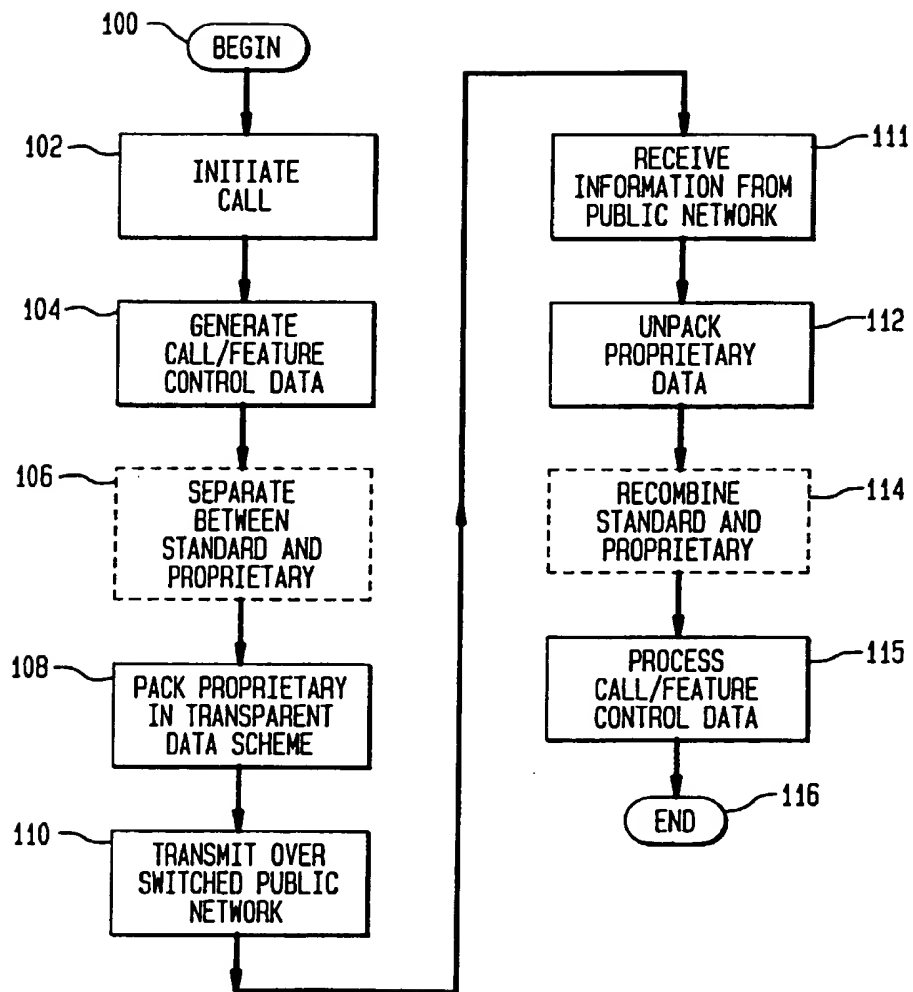 100
BEGIN
102
INITIATE
CALL
104
GENERATE
CALL/FEATURE
CONTROL DATA
106
SEPARATE
BETWEEN
STANDARD AND
PROPRIETARY
108
PACK PROPRIETARY
IN TRANSPARENT
DATA SCHEME
110
TRANSMIT OVER
SWITCHED PUBLIC
NETWORK
111
RECEIVE
INFORMATION FROM
PUBLIC NETWORK
112
UNPACK
PROPRIETARY
DATA
114
RECOMBINE
STANDARD AND
PROPRIETARY
115
PROCESS
CALL/FEATURE
CONTROL DATA
116
END